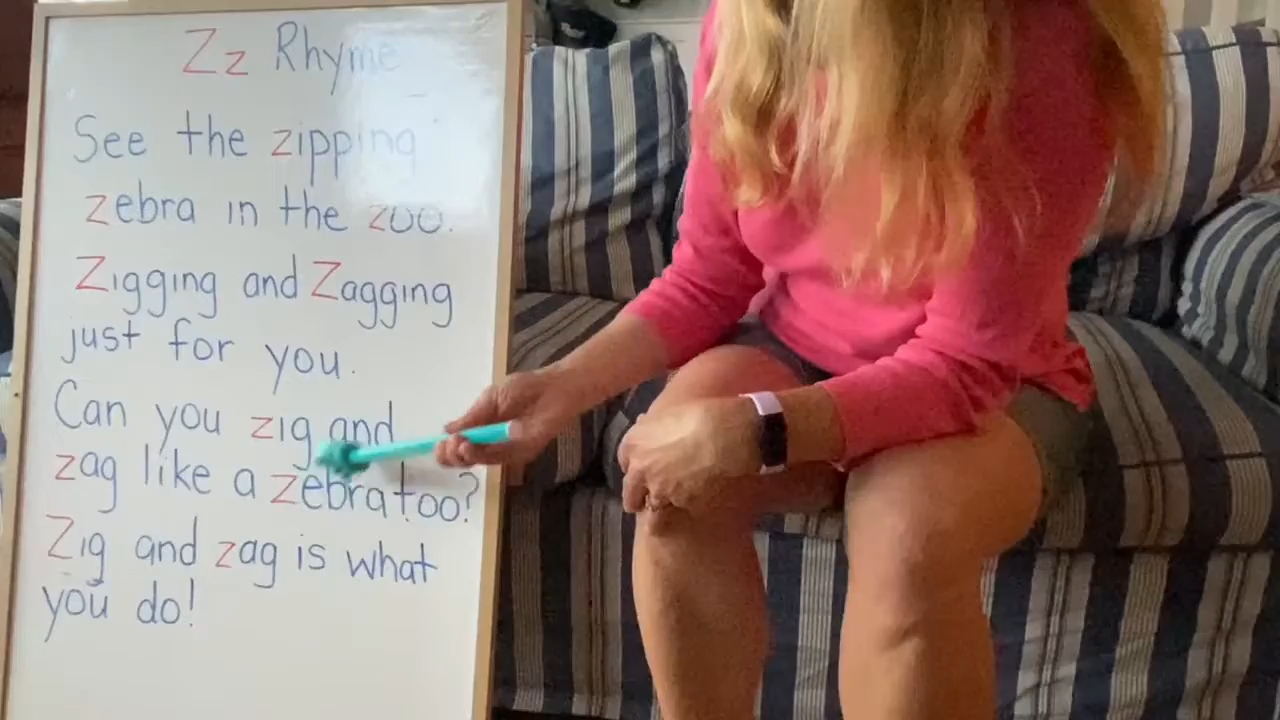 Zz Rhyme
See the zipping
zebra in the zoo.
Zigging and Zagging
just for you.
Can you zig and
zag like a zebra too?
Zig and zag is what
you do!